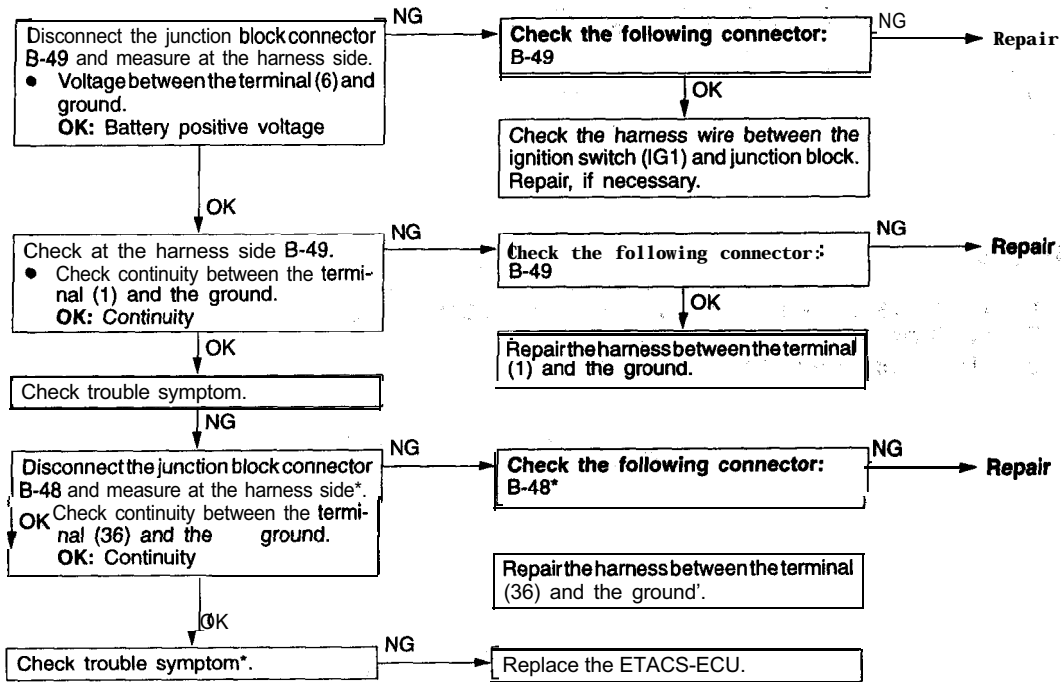 Disconnect the junction block connector
B-49 and measure at the harness side.
● Voltage between the terminal (6) and
ground.
OK: Battery positive voltage
NG
Check the following connector:
B-49
NG
Repair
OK
Check the harness wire between the
ignition switch (IG1) and junction block.
Repair, if necessary.
OK
Check at the harness side B-49.
● Check continuity between the termi-
nal (1) and the ground.
OK: Continuity
NG
Check the following connector:
B-49
NG
Repair
OK
Repair the harness between the terminal
(1) and the ground.
OK
Check trouble symptom.
NG
Disconnect the junction block connector
B-48 and measure at the harness side*.
OK Check continuity between the termi-
nal (36) and the ground.
OK: Continuity
NG
Check the following connector:
B-48*
NG
Repair
Repair the harness between the terminal
(36) and the ground'.
OK
Check trouble symptom*.
NG
Replace the ETACS-ECU.